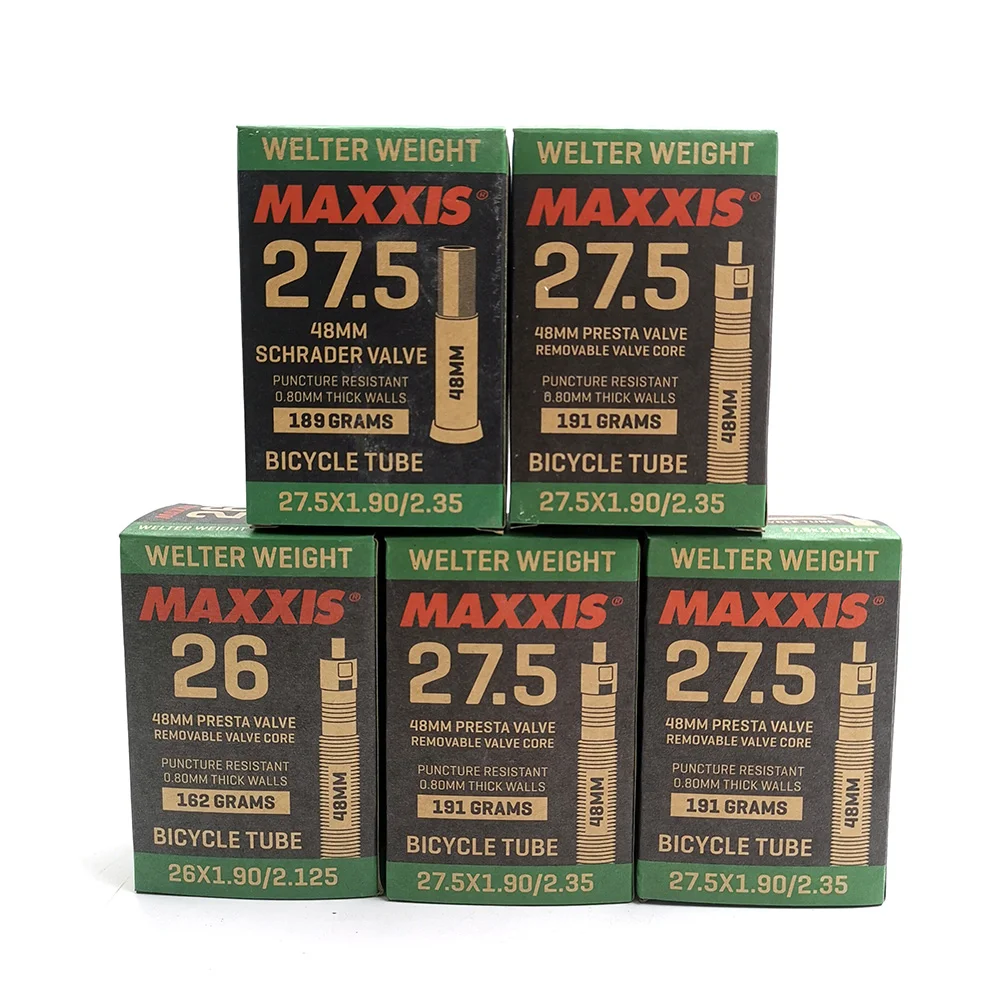 WELTER WEIGHT
MAXXIS®
27.5
48MM
SCHRADER VALVE
PUNCTURE RESISTANT
0.80MM THICK WALLS
189 GRAMS
48MM
BICYCLE TUBE
27.5X1.90/2.35
WELTER WEIGHT
MAXXIS®
27.5
48MM PRESTA VALVE
REMOVABLE VALVE CORE
PUNCTURE RESISTANT
0.80MM THICK WALLS
191 GRAMS
48MM
BICYCLE TUBE
27.5X1.90/2.35
WELTER WEIGHT
WELTER WEIGHT
MAXXIS®
26
48MM PRESTA VALVE
REMOVABLE VALVE CORE
PUNCTURE RESISTANT
0.80MM THICK WALLS
162 GRAMS
48MM
BICYCLE TUBE
26X1.90/2.125
WELTER WEIGHT
MAXXIS®
27.5
48MM PRESTA VALVE
REMOVABLE VALVE CORE
PUNCTURE RESISTANT
0.80MM THICK WALLS
191 GRAMS
48MM
BICYCLE TUBE
27.5X1.90/2.35
BICYCLE TUBE
WELTER WEIGHT
MAXXIS®
27.5
48MM PRESTA VALVE
REMOVABLE VALVE CORE
PUNCTURE RESISTANT
0.80MM THICK WALLS
191 GRAMS
48MM
BICYCLE TUBE
27.5X1.90/2.35